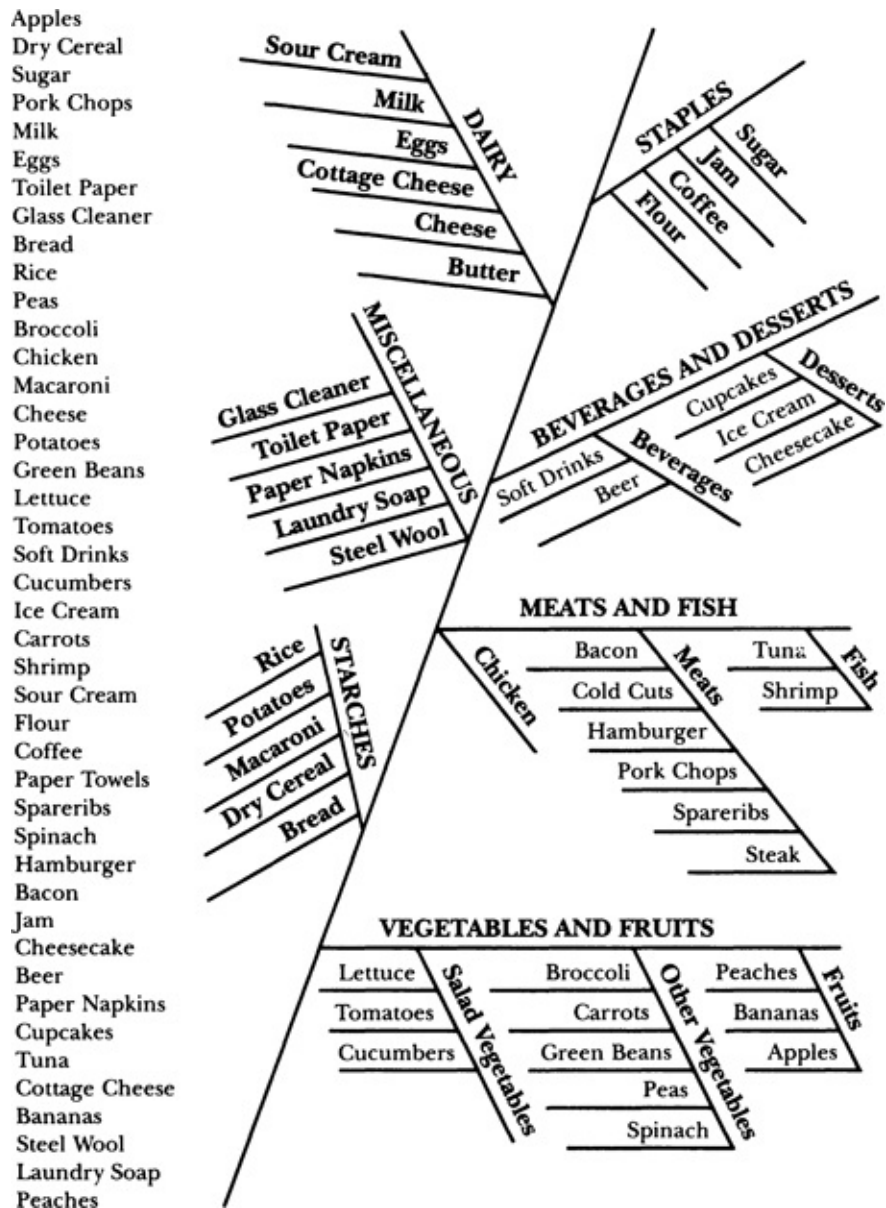 Apples
Dry Cereal
Sugar
Pork Chops
Milk
Eggs
Toilet Paper
Glass Cleaner
Bread
Rice
Peas
Broccoli
Chicken
Macaroni
Cheese
Potatoes
Green Beans
Lettuce
Tomatoes
Soft Drinks
Cucumbers
Ice Cream
Carrots
Shrimp
Sour Cream
Flour
Coffee
Paper Towels
Spareribs
Spinach
Hamburger
Bacon
Jam
Cheesecake
Beer
Paper Napkins
Cupcakes
Tuna
Cottage Cheese
Bananas
Steel Wool
Laundry Soap
Peaches
DAIRY
Sour Cream
Milk
Eggs
Cottage Cheese
Cheese
Butter
STAPLES
Sugar
Jam
Coffee
Flour
MISCELLANEOUS
Glass Cleaner
Toilet Paper
Paper Napkins
Laundry Soap
Steel Wool
BEVERAGES AND DESSERTS
Desserts
Cupcakes
Ice Cream
Cheesecake
Beverages
Soft Drinks
Beer
STARCHES
Rice
Potatoes
Macaroni
Dry Cereal
Bread
MEATS AND FISH
Chicken
Meats
Bacon
Cold Cuts
Hamburger
Pork Chops
Spareribs
Steak
Fish
Tuna
Shrimp
VEGETABLES AND FRUITS
Salad Vegetables
Lettuce
Tomatoes
Cucumbers
Other Vegetables
Broccoli
Carrots
Green Beans
Peas
Spinach
Fruits
Peaches
Bananas
Apples